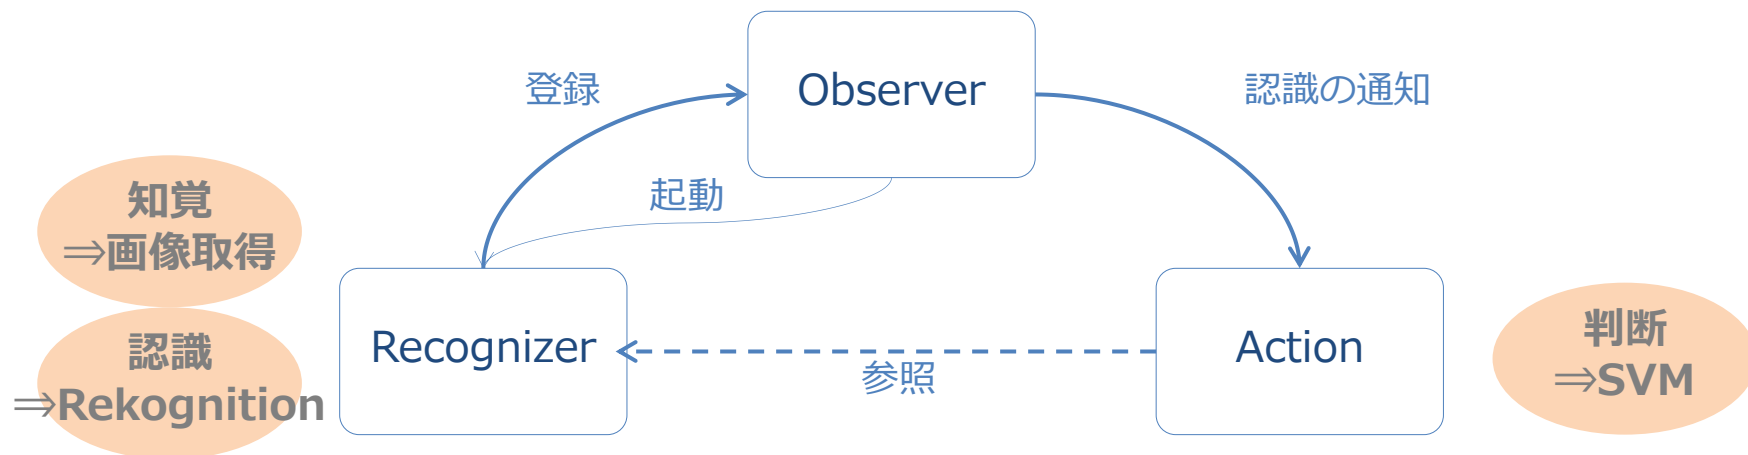 Observer
登録
認識の通知
起動
知覚
⇒画像取得
認識
⇒Rekognition
Recognizer
参照
Action
判断
⇒SVM